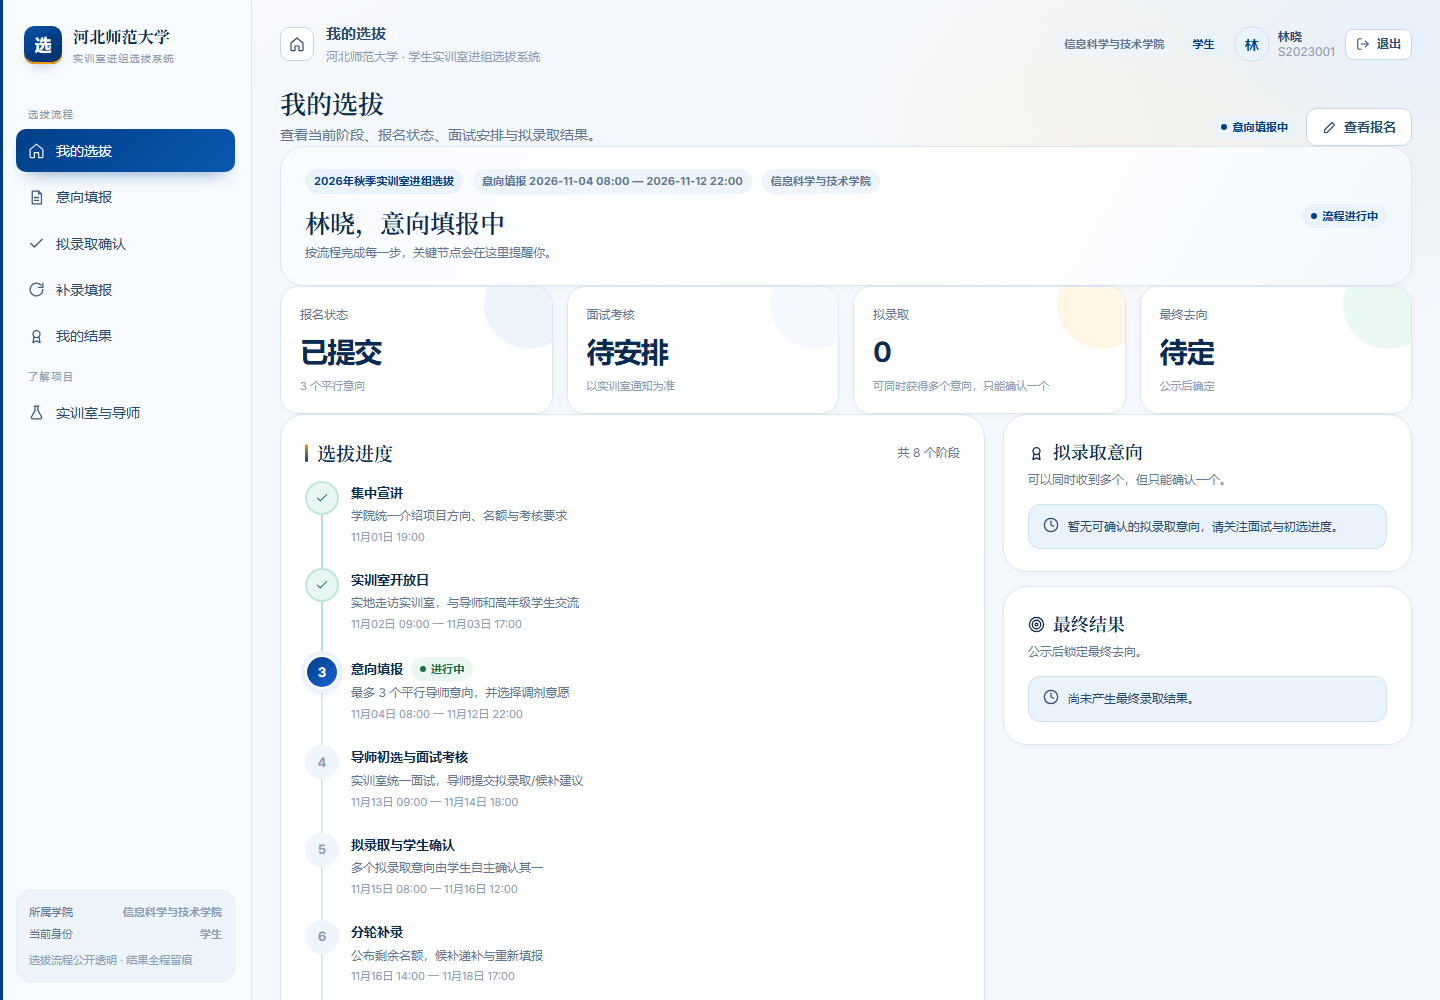 选
河北师范大学
实训室进组选拔系统
选拔流程
我的选拔
意向填报
拟录取确认
补录填报
我的结果
了解项目
实训室与导师
所属学院 信息科学与技术学院
当前身份 学生
选拔流程公开透明 · 结果全程留痕
我的选拔
河北师范大学 · 学生实训室进组选拔系统
信息科学与技术学院
学生
林
林晓
S2023001
退出
我的选拔
查看当前阶段、报名状态、面试安排与拟录取结果。
意向填报中
查看报名
2026年秋季实训室进组选拔
意向填报 2026-11-04 08:00 — 2026-11-12 22:00
信息科学与技术学院
林晓，意向填报中
按流程完成每一步，关键节点会在这里提醒你。
流程进行中
报名状态
已提交
3 个平行意向
面试考核
待安排
以实训室通知为准
拟录取
0
可同时获得多个意向，只能确认一个
最终去向
待定
公示后确定
选拔进度
共 8 个阶段
集中宣讲
学院统一介绍项目方向、名额与考核要求
11月01日 19:00
实训室开放日
实地走访实训室，与导师和高年级学生交流
11月02日 09:00 — 11月03日 17:00
3
意向填报 进行中
最多 3 个平行导师意向，并选择调剂意愿
11月04日 08:00 — 11月12日 22:00
4
导师初选与面试考核
实训室统一面试，导师提交拟录取/候补建议
11月13日 09:00 — 11月14日 18:00
5
拟录取与学生确认
多个拟录取意向由学生自主确认其一
11月15日 08:00 — 11月16日 12:00
6
分轮补录
公布剩余名额，候补递补与重新填报
11月16日 14:00 — 11月18日 17:00
拟录取意向
可以同时收到多个，但只能确认一个。
暂无可确认的拟录取意向，请关注面试与初选进度。
最终结果
公示后锁定最终去向。
尚未产生最终录取结果。